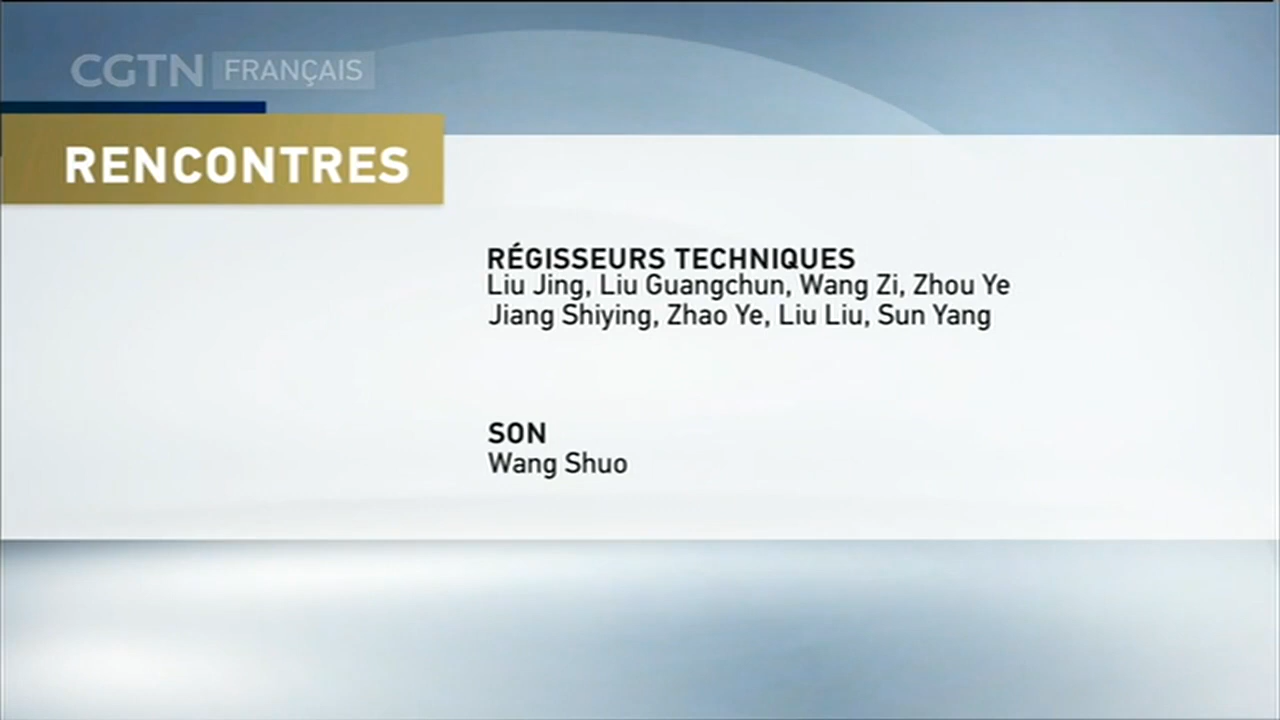 CGTN FRANÇAIS
RENCONTRES
RÉGISSEURS TECHNIQUES
Liu Jing, Liu Guangchun, Wang Zi, Zhou Ye
Jiang Shiying, Zhao Ye, Liu Liu, Sun Yang
SON
Wang Shuo